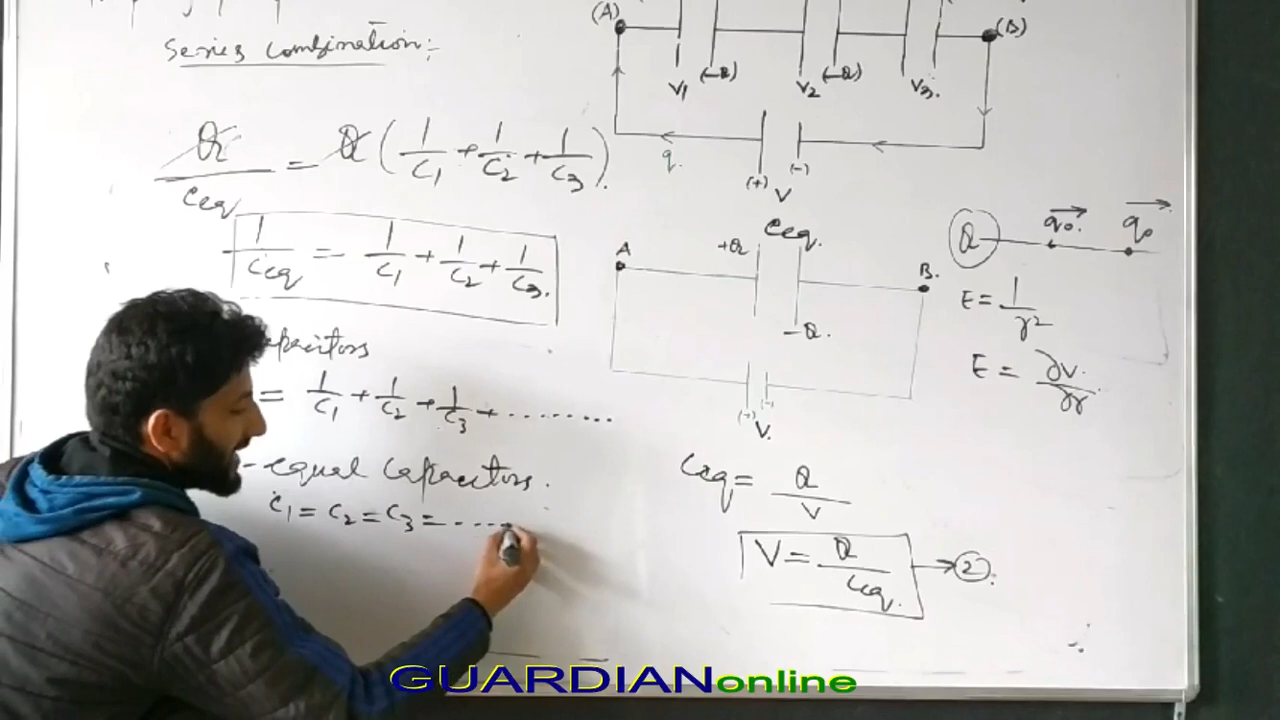 Series Combination:-
Q/Ceq = Q (1/C1 + 1/C2 + 1/C3).
1/Ceq = 1/C1 + 1/C2 + 1/C3.
apacitors
= 1/C1 + 1/C2 + 1/C3 + .........
- equal Capacitors.
C1 = C2 = C3 = ----
(A) (B)
V1 (-Q) V2 (-Q) V3.
q.
(+) (-)
V
Ceq.
A +Q B.
-Q.
(+) (-)
V.
Ceq = Q/V
V = Q/Ceq. → ②.
Q q0. q0
E = 1/r²
E = ∂V./∂r.
GUARDIANonline